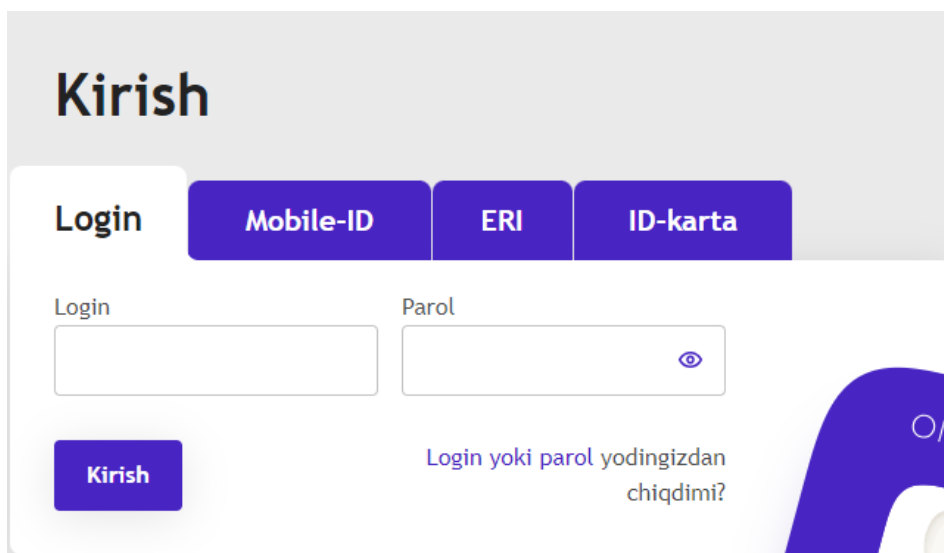 Kirish
Login
Mobile-ID
ERI
ID-karta
Login
Parol
Kirish
Login yoki parol yodingizdan
chiqdimi?